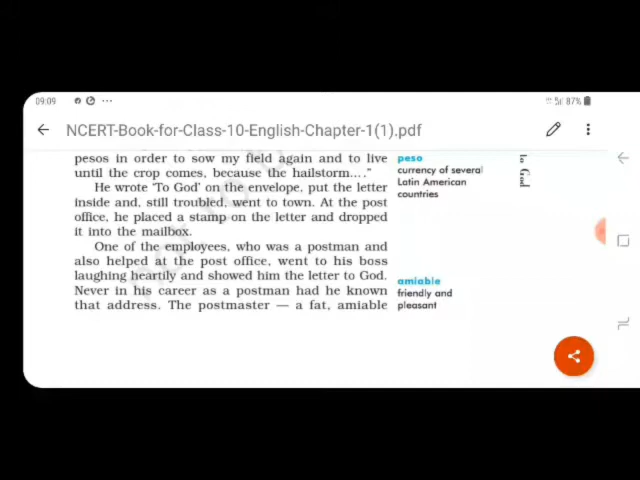 09:09
87%
NCERT-Book-for-Class-10-English-Chapter-1(1).pdf
pesos in order to sow my field again and to live
until the crop comes, because the hailstorm... ."
He wrote 'To God' on the envelope, put the letter
inside and, still troubled, went to town. At the post
office, he placed a stamp on the letter and dropped
it into the mailbox.
One of the employees, who was a postman and
also helped at the post office, went to his boss
laughing heartily and showed him the letter to God.
Never in his career as a postman had he known
that address. The postmaster — a fat, amiable
peso
currency of several
Latin American
countries
amiable
friendly and
pleasant
to God